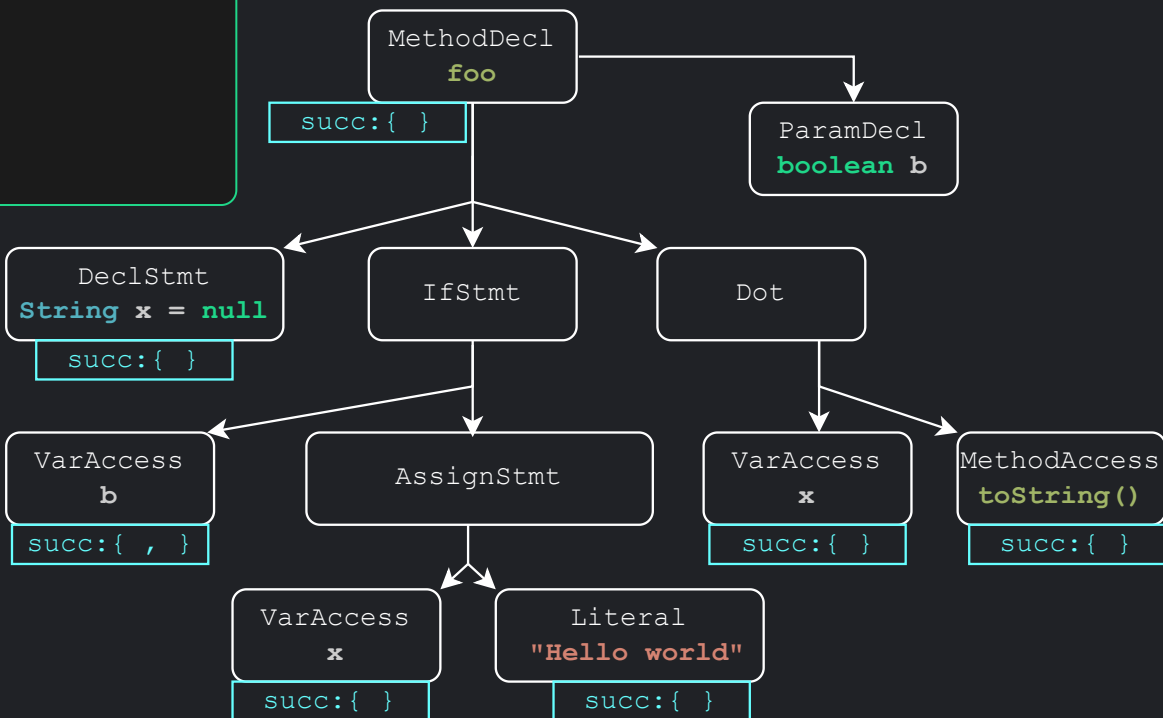 MethodDecl
foo
succ:{ }
ParamDecl
boolean b
DeclStmt
String x = null
succ:{ }
IfStmt
Dot
VarAccess
b
succ:{ , }
AssignStmt
VarAccess
x
succ:{ }
MethodAccess
toString()
succ:{ }
VarAccess
x
succ:{ }
Literal
"Hello world"
succ:{ }